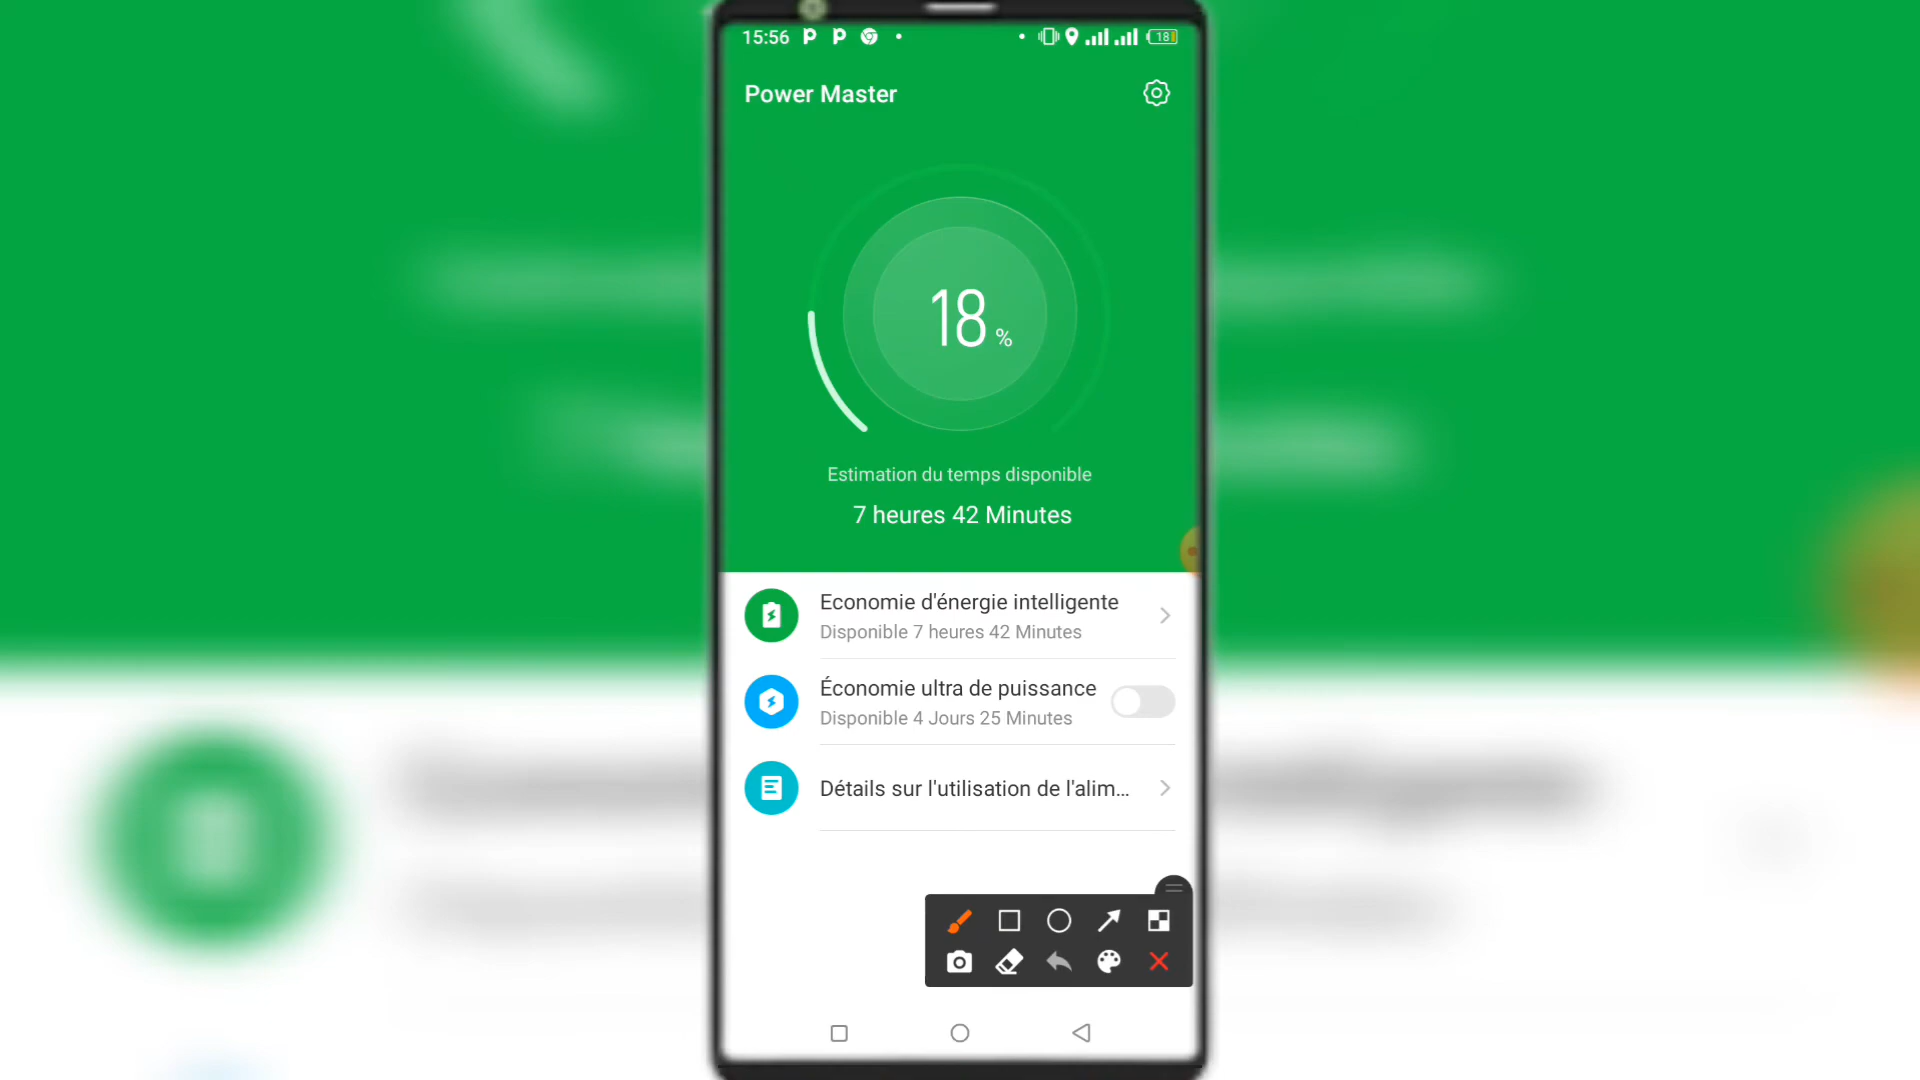 15:56
18
Power Master
18 %
Estimation du temps disponible
7 heures 42 Minutes
Economie d'énergie intelligente
Disponible 7 heures 42 Minutes
Économie ultra de puissance
Disponible 4 Jours 25 Minutes
Détails sur l'utilisation de l'alim...